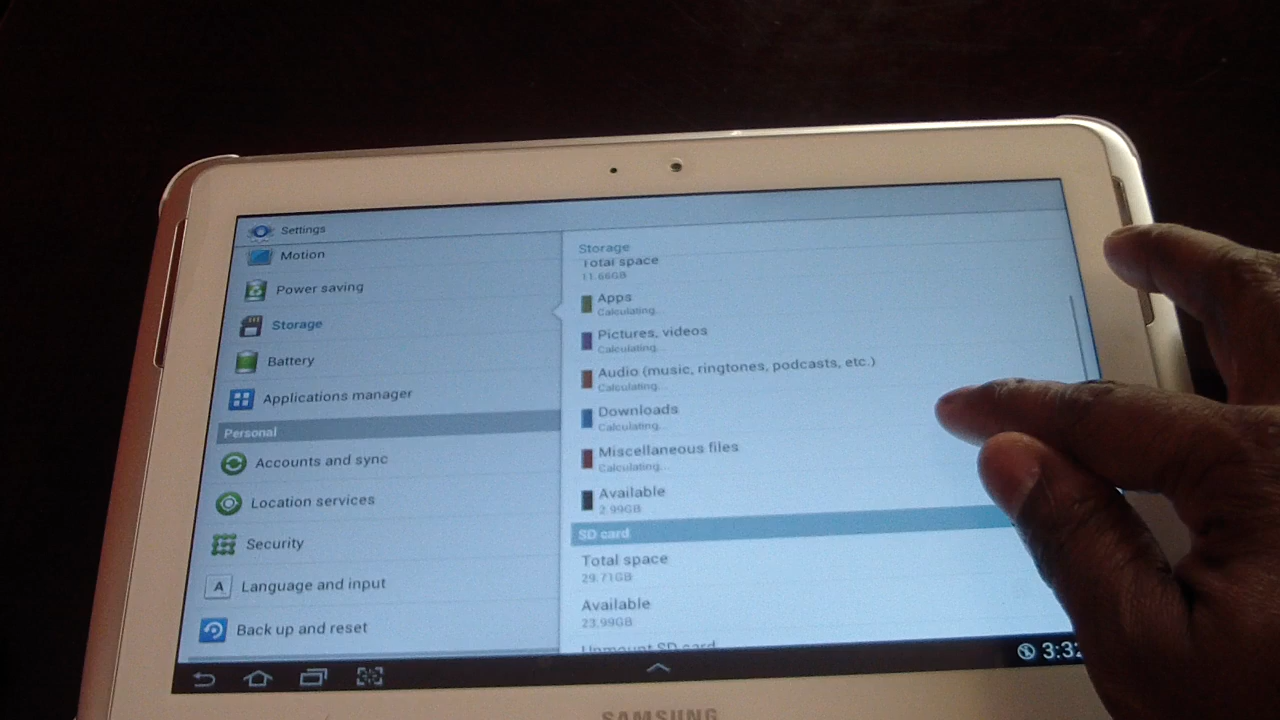 Settings
Motion
Power saving
Storage
Battery
Applications manager
Personal
Accounts and sync
Location services
Security
A
Language and input
Back up and reset
Storage
Total space
11.66GB
Apps
Calculating...
Pictures, videos
Calculating...
Audio (music, ringtones, podcasts, etc.)
Calculating...
Downloads
Calculating...
Miscellaneous files
Calculating...
Available
2.99GB
SD card
Total space
29.71GB
Available
23.99GB
Unmount SD card
3:32
SAMSUNG